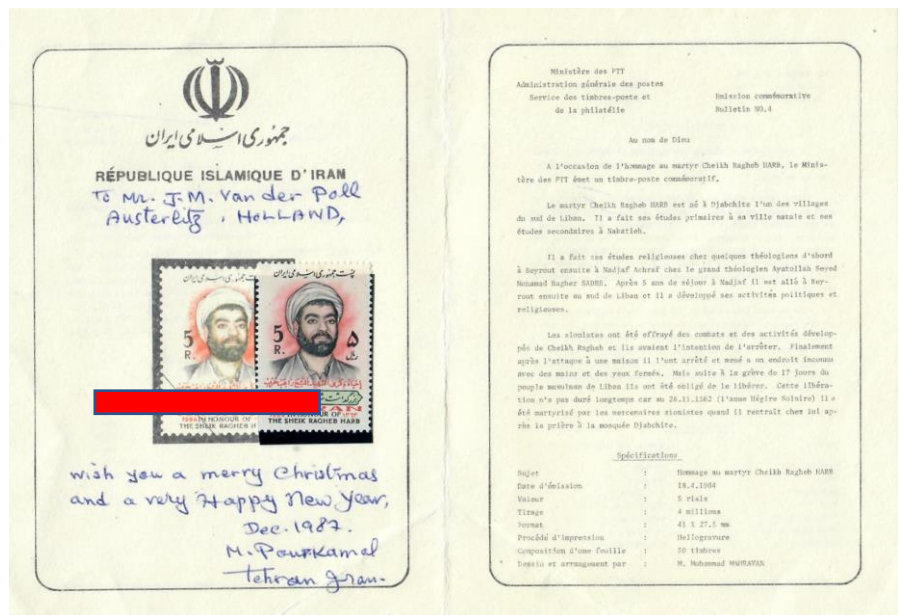 جمهوری اسلامی ایران
RÉPUBLIQUE ISLAMIQUE D'IRAN
To Mr. J.M. Van der Poll
Austerlitz, HOLLAND,
پست جمهوری اسلامی ایران
پست جمهوری اسلامی ایران
5
R.
5
R.
۵
ریال
IRAN
1984 IN HONOUR OF
THE SHEIK RAGHEB H
IN HONOUR OF ۱۳۶۳
THE SHEIK RAGHEB HARB
wish you a merry Christmas
and a very Happy New Year,
Dec. 1987.
M. Pourkamal
Tehran Iran.
Ministère des PTT
Administration générale des postes
Service des timbres-poste et
de la philatélie
Emission commémorative
Bulletin NO.4
Au nom de Dieu
A l'occasion de l'hommage au martyr Cheikh Ragheb HARB, le Minis-
tère des PTT émet un timbre-poste commémoratif.
Le martyr Cheikh Ragheb HARB est né à Djabchite l'un des villages
du sud de Liban. Il a fait ses études primaires à sa ville natale et ses
études secondaires à Nabatieh.
Il a fait ses études religieuses chez quelques théologiens d'abord
à Beyrout ensuite à Nadjaf Achraf chez le grand théologien Ayatollah Seyed
Mohamad Bagher SADRE. Après 5 ans de séjour à Nadjaf il est allé à Bey-
rout ensuite au sud de Liban et il a développé ses activités politiques et
religieuses.
Les sionistes ont été effrayé des combats et des activités dévelop-
pés de Cheikh Ragheb et ils avaient l'intention de l'arrêter. Finalement
après l'attaque à une maison il l'ont arrêté et mené a un endroit inconnu
avec des mains et des yeux fermés. Mais suite à la grève de 17 jours du
peuple musulman de Liban ils ont été obligé de le libérer. Cette libéra-
tion n'a pas duré longtemps car au 28.11.1362 (l'année Hégire Solaire) il a
été martyrisé par les mercenaires sionistes quand il rentrait chez lui ap-
rès la prière à la mosquée Djabchite.
Spécifications
Sujet : Hommage au martyr Cheikh Ragheb HARB
Date d'émission : 18.4.1984
Valeur : 5 rials
Tirage : 4 millions
Format : 41 X 27.5 mm
Procédé d'impression : Héliogravure
Composition d'une feuille : 50 timbres
Dessin et arrangement par : M. Mohammad MAHRAVAN